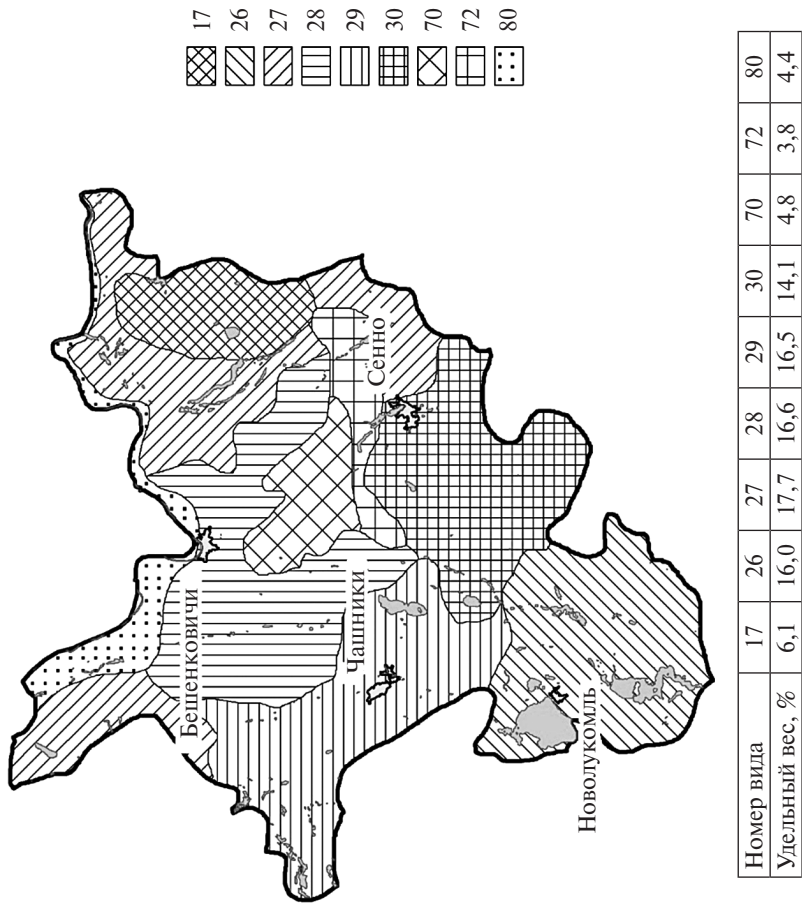 Бешенковичи
Чашники
Сенно
Новолукомль
17
26
27
28
29
30
70
72
80
Номер вида 17 26 27 28 29 30 70 72 80
Удельный вес, % 6,1 16,0 17,7 16,6 16,5 14,1 4,8 3,8 4,4